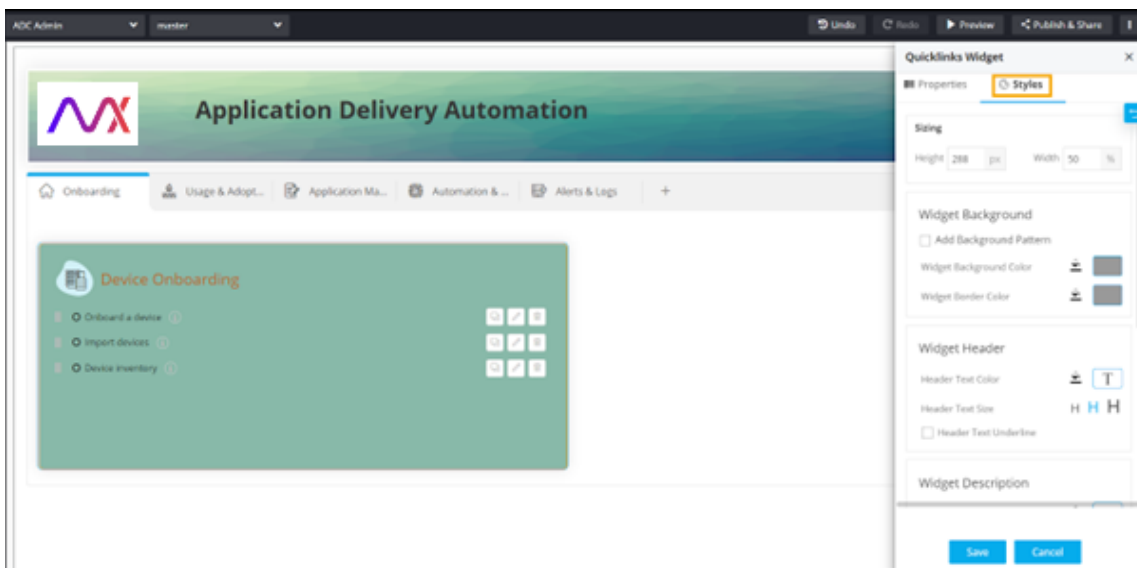 ADC Admin master Undo Redo Preview Publish & Share
Application Delivery Automation
Onboarding Usage & Adopt... Application Ma... Automation & ... Alerts & Logs +
Device Onboarding
Onboard a device
Import devices
Device inventory
Quicklinks Widget
Properties Styles
Sizing
Height 288 px Width 50 %
Widget Background
Add Background Pattern
Widget Background Color
Widget Border Color
Widget Header
Header Text Color T
Header Text Size H H H
Header Text Underline
Widget Description
Save Cancel